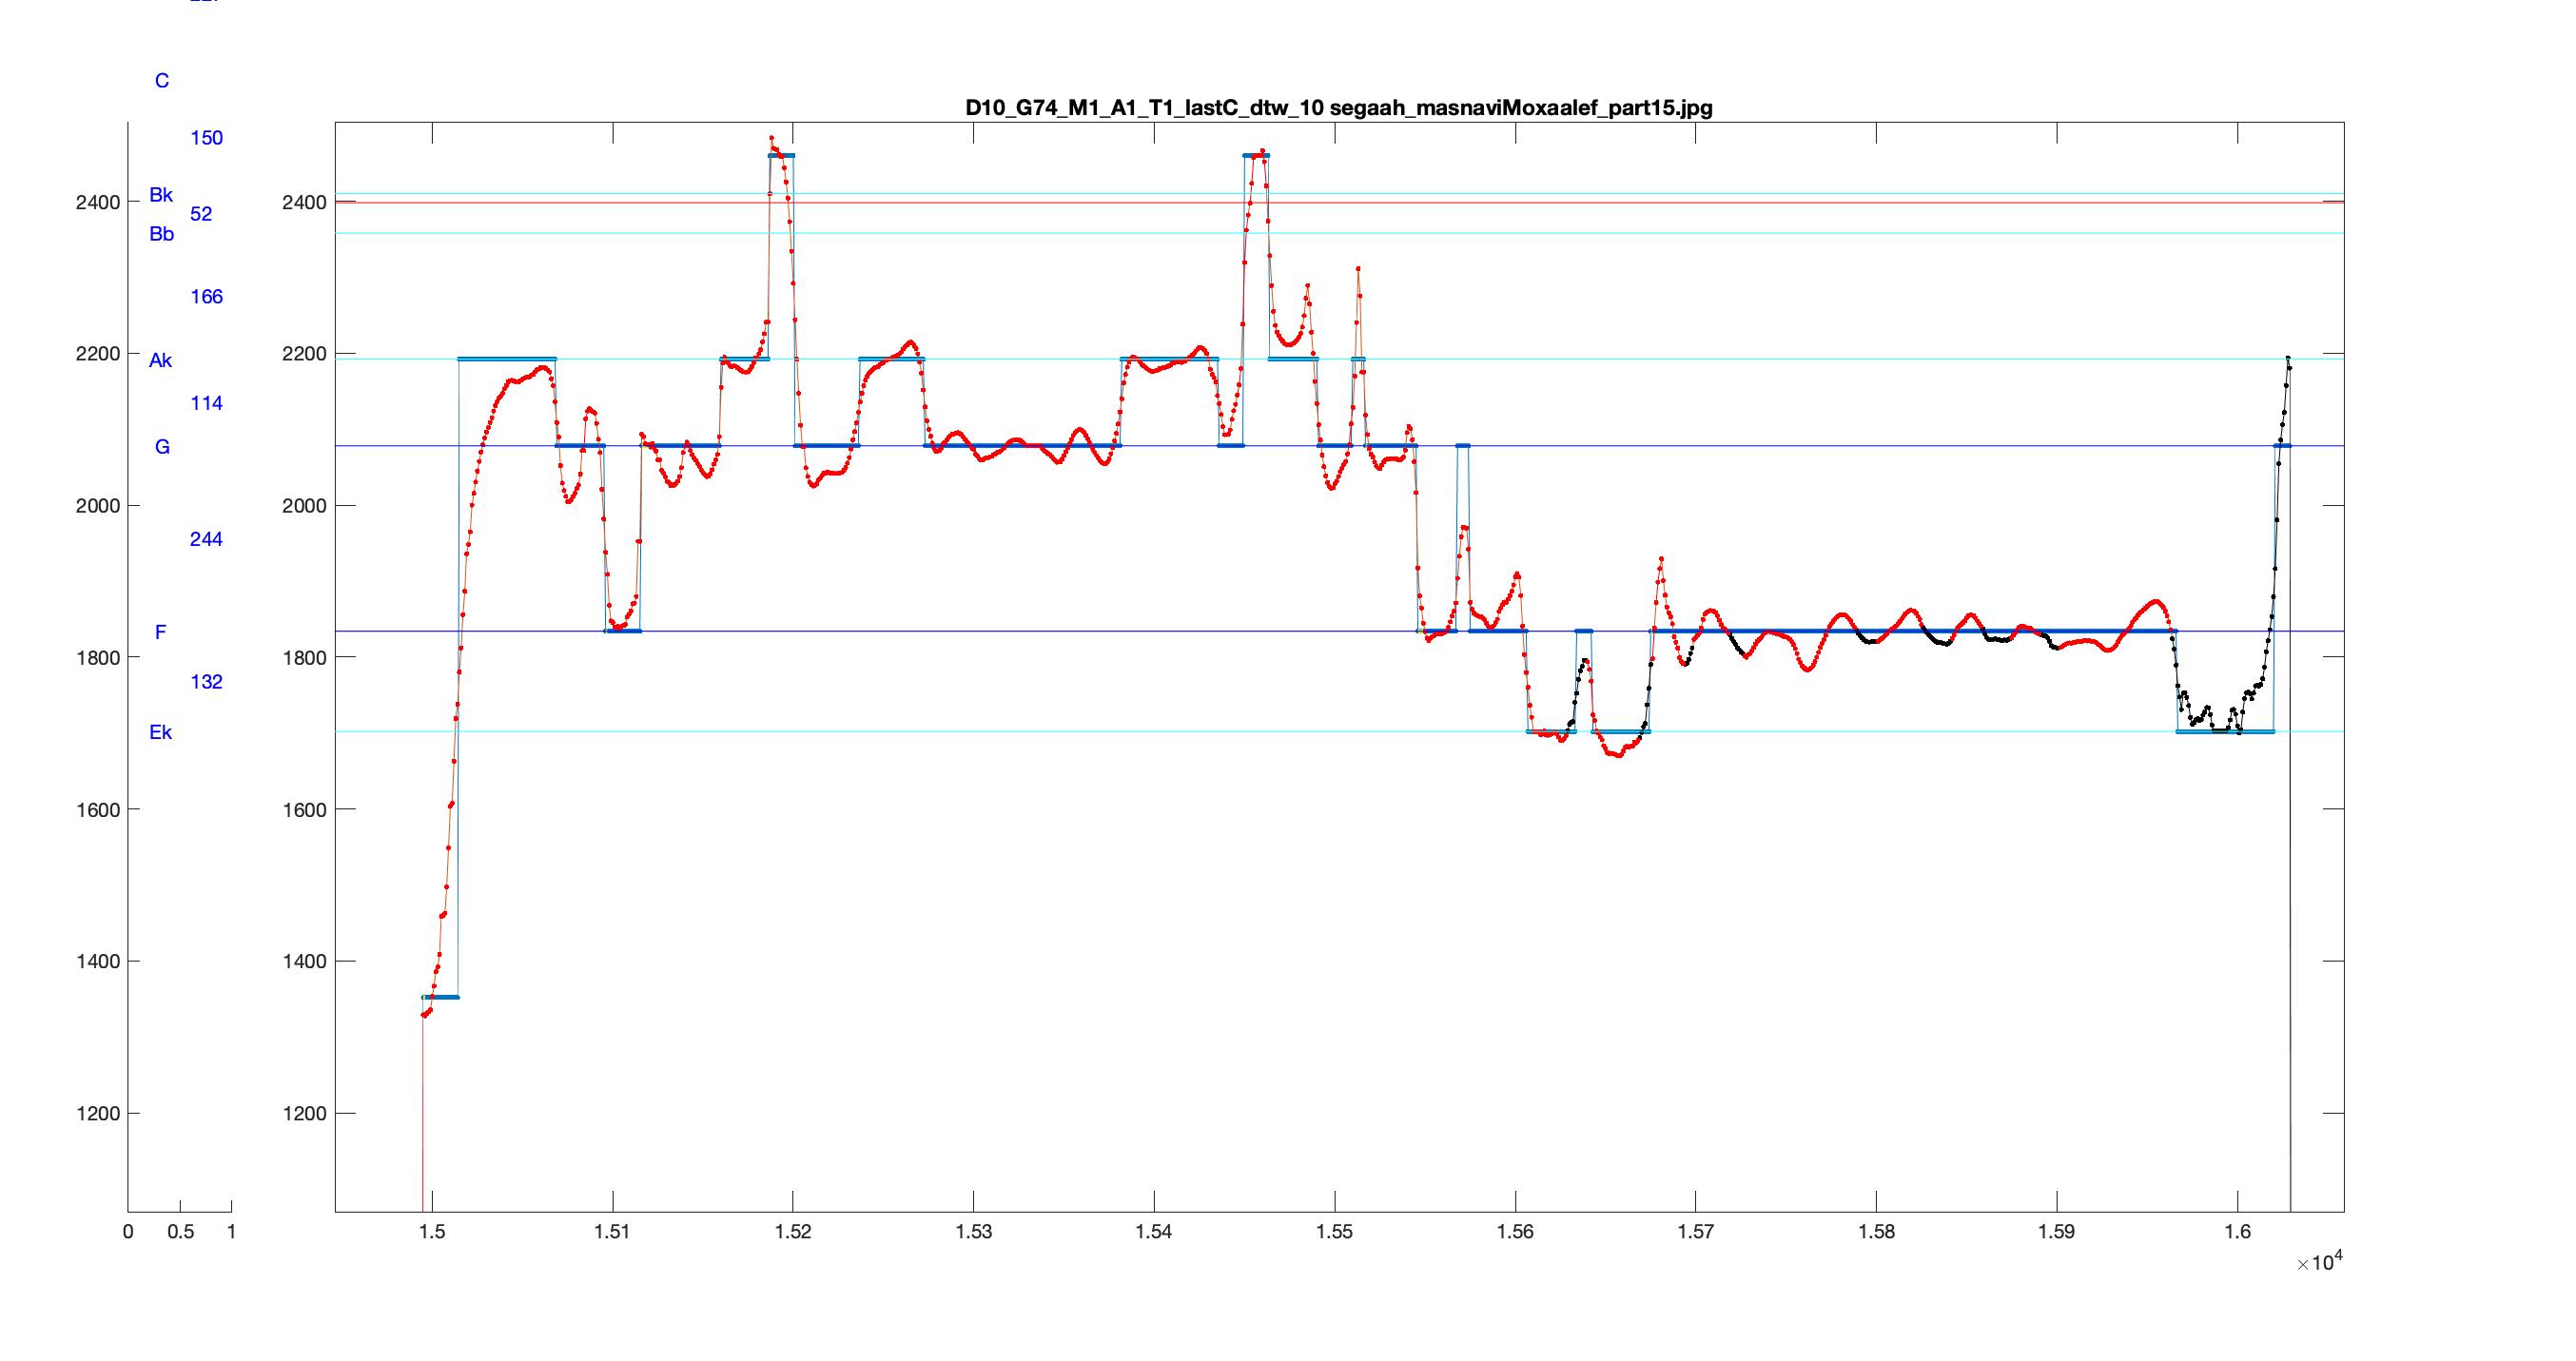 C
D10_G74_M1_A1_T1_lastC_dtw_10 segaah_masnaviMoxaalef_part15.jpg
150
2400 Bk 2400
52
Bb
166
2200 Ak 2200
114
G
2000 2000
244
F
1800 1800
132
Ek
1600 1600
1400 1400
1200 1200
0 0.5 1 1.5 1.51 1.52 1.53 1.54 1.55 1.56 1.57 1.58 1.59 1.6
×10^4